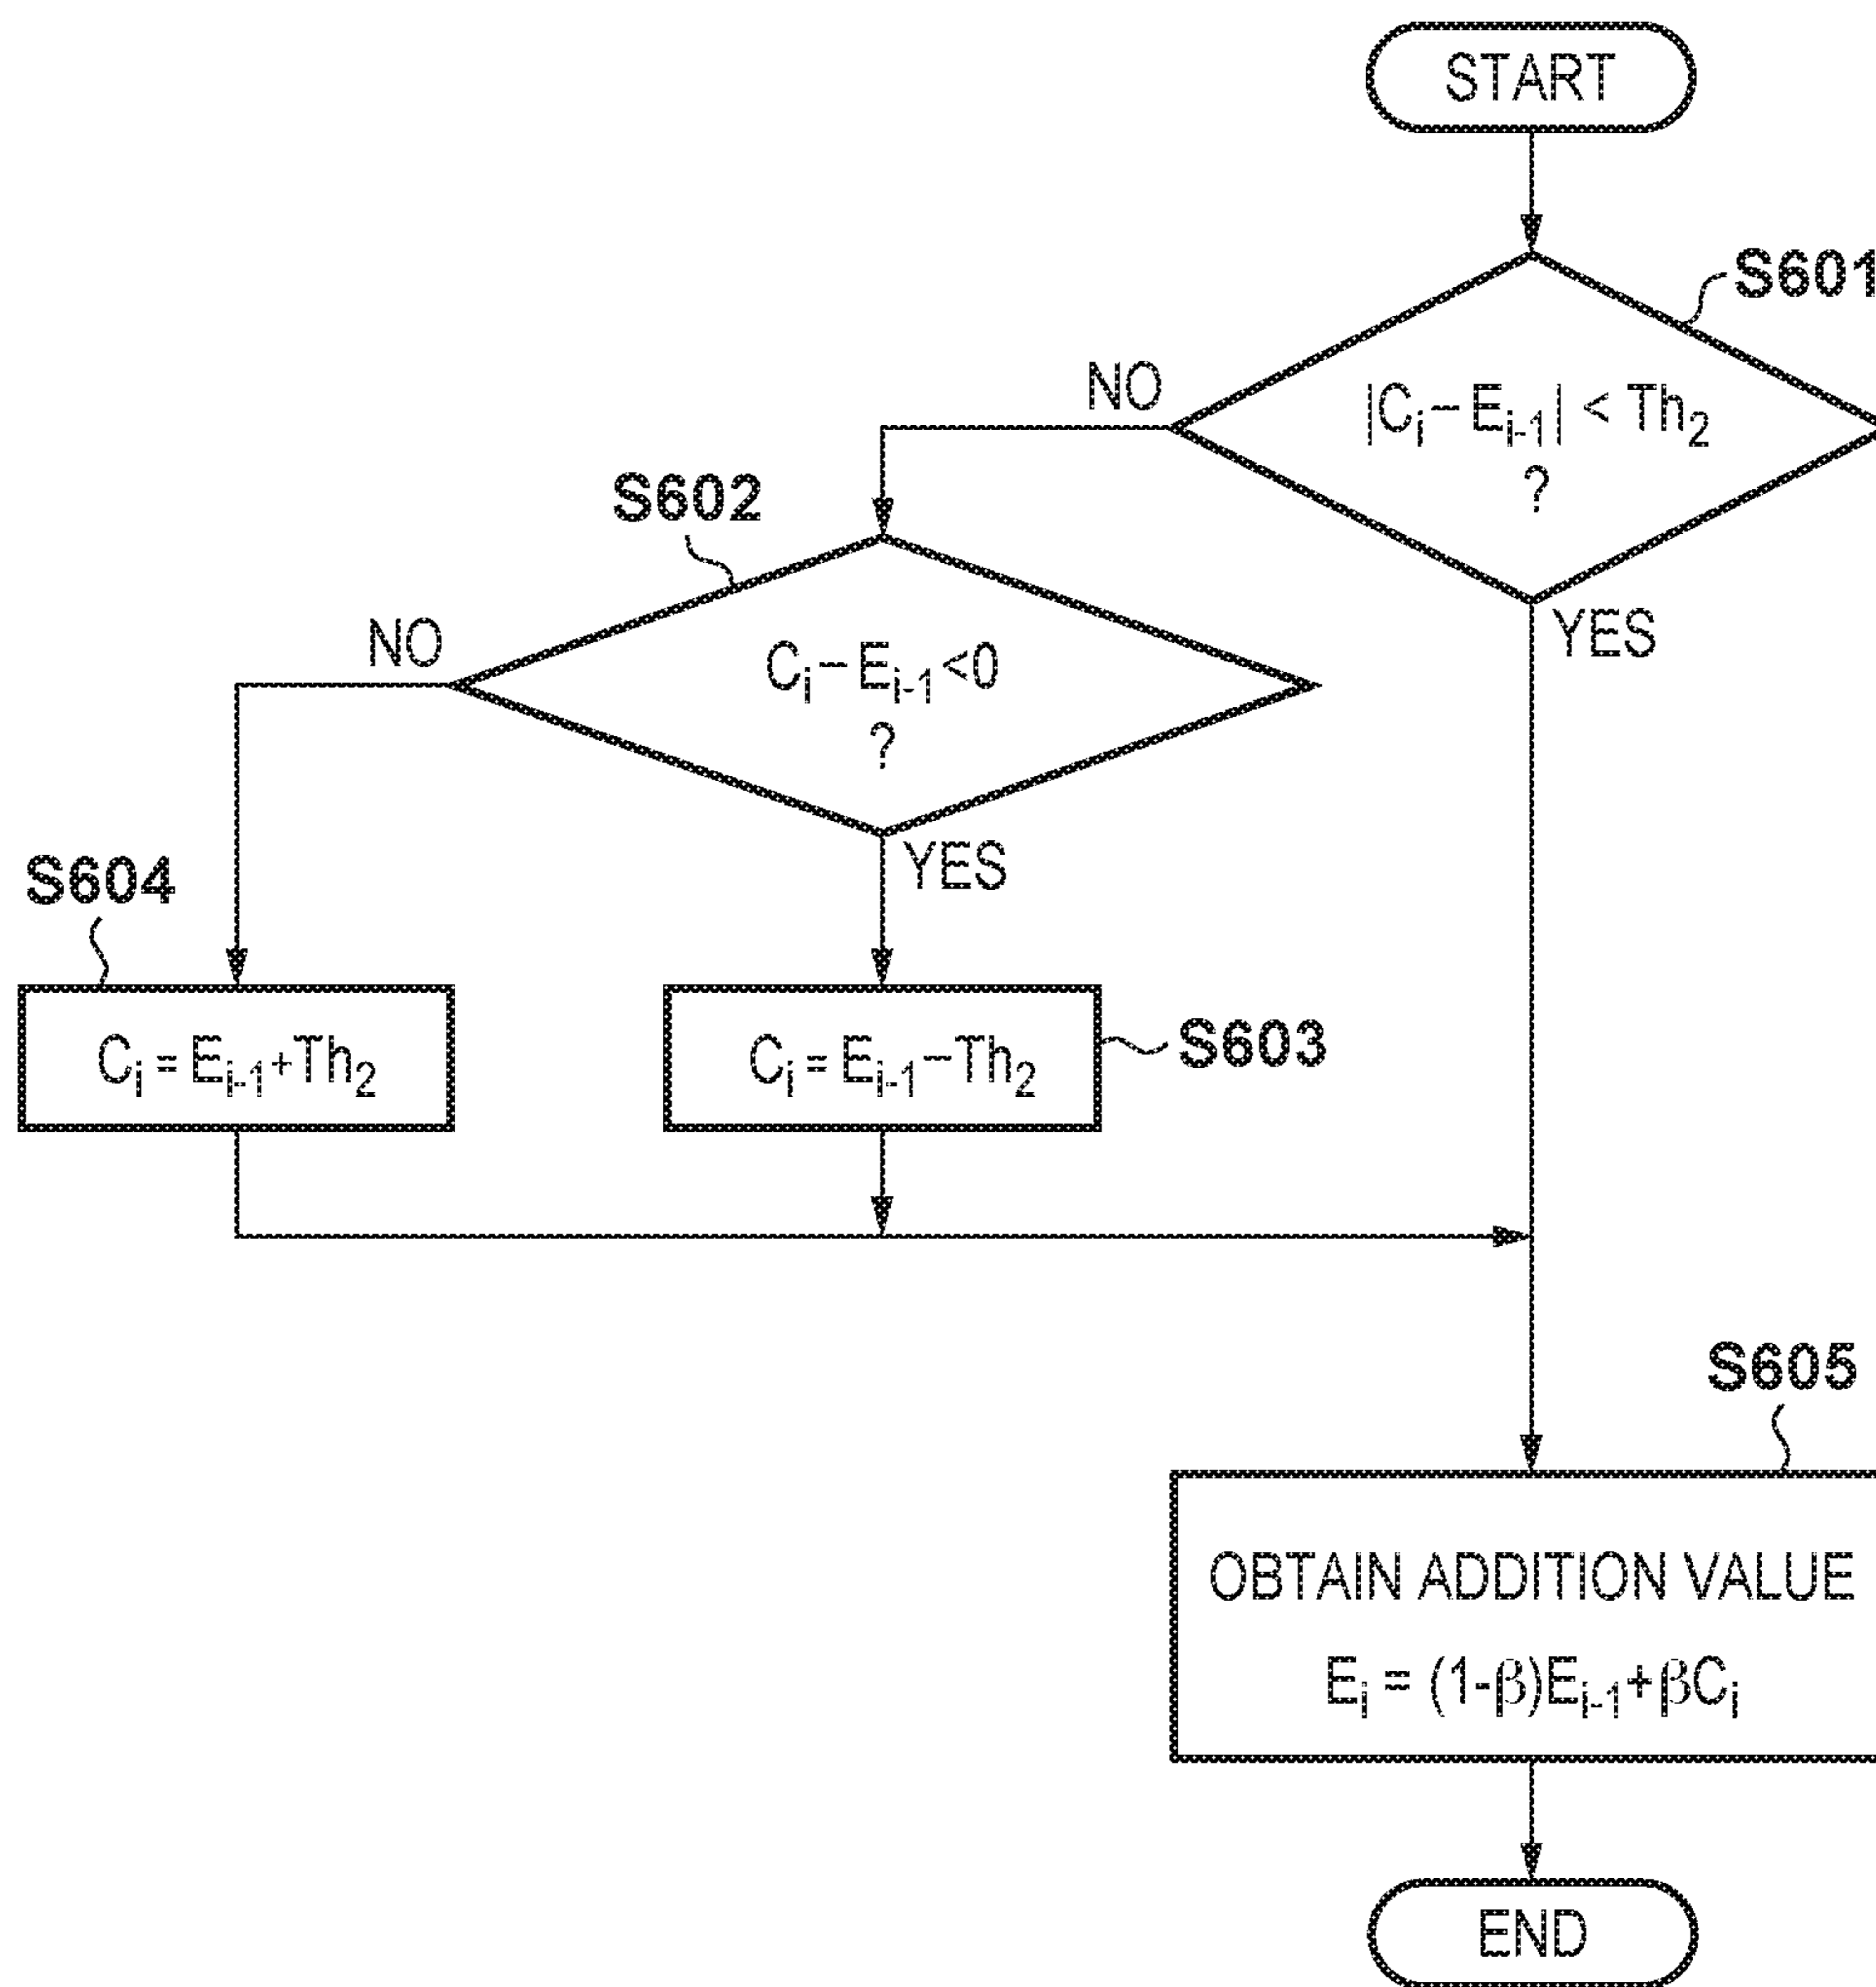 START
S601
|Cᵢ − Eᵢ₋₁| < Th₂
?
NO
YES
S602
Cᵢ − Eᵢ₋₁ <0
?
NO
YES
S604
Cᵢ = Eᵢ₋₁+Th₂
Cᵢ = Eᵢ₋₁−Th₂
S603
S605
OBTAIN ADDITION VALUE
Eᵢ = (1-β)Eᵢ₋₁+βCᵢ
END